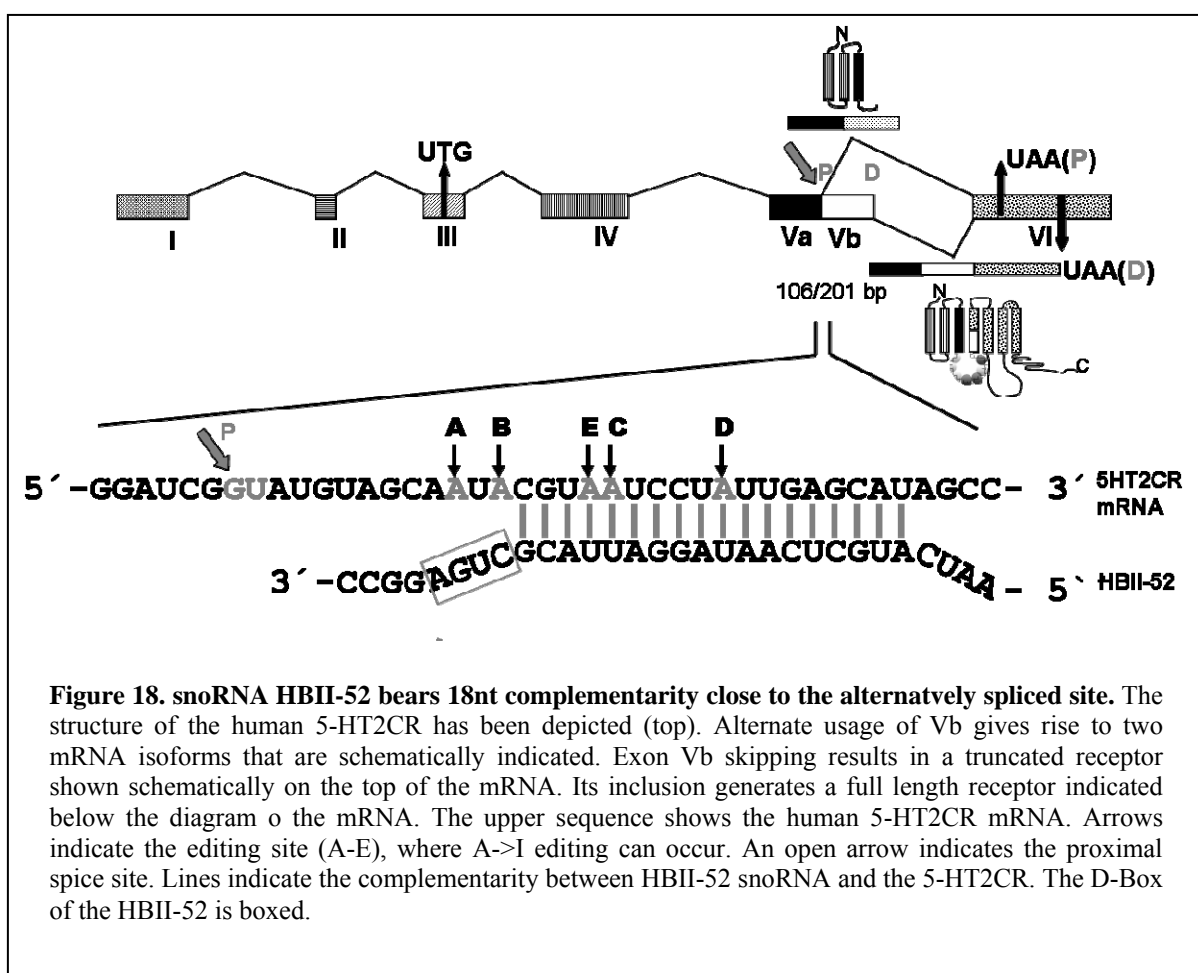 N
UTG
P D
UAA(P)
I II III IV Va Vb VI
UAA(D)
106/201 bp
N
C
P
A B E C D
5´-GGAUCGGUAUGUAGCAAUACGUAAUCCUAUUGAGCAUAGCC- 3´ 5HT2CR
mRNA
3´-CCGGAGUCGCAUUAGGAUAACUCGUACUAA- 5` HBII-52
Figure 18. snoRNA HBII-52 bears 18nt complementarity close to the alternatvely spliced site. The
structure of the human 5-HT2CR has been depicted (top). Alternate usage of Vb gives rise to two
mRNA isoforms that are schematically indicated. Exon Vb skipping results in a truncated receptor
shown schematically on the top of the mRNA. Its inclusion generates a full length receptor indicated
below the diagram o the mRNA. The upper sequence shows the human 5-HT2CR mRNA. Arrows
indicate the editing site (A-E), where A->I editing can occur. An open arrow indicates the proximal
spice site. Lines indicate the complementarity between HBII-52 snoRNA and the 5-HT2CR. The D-Box
of the HBII-52 is boxed.